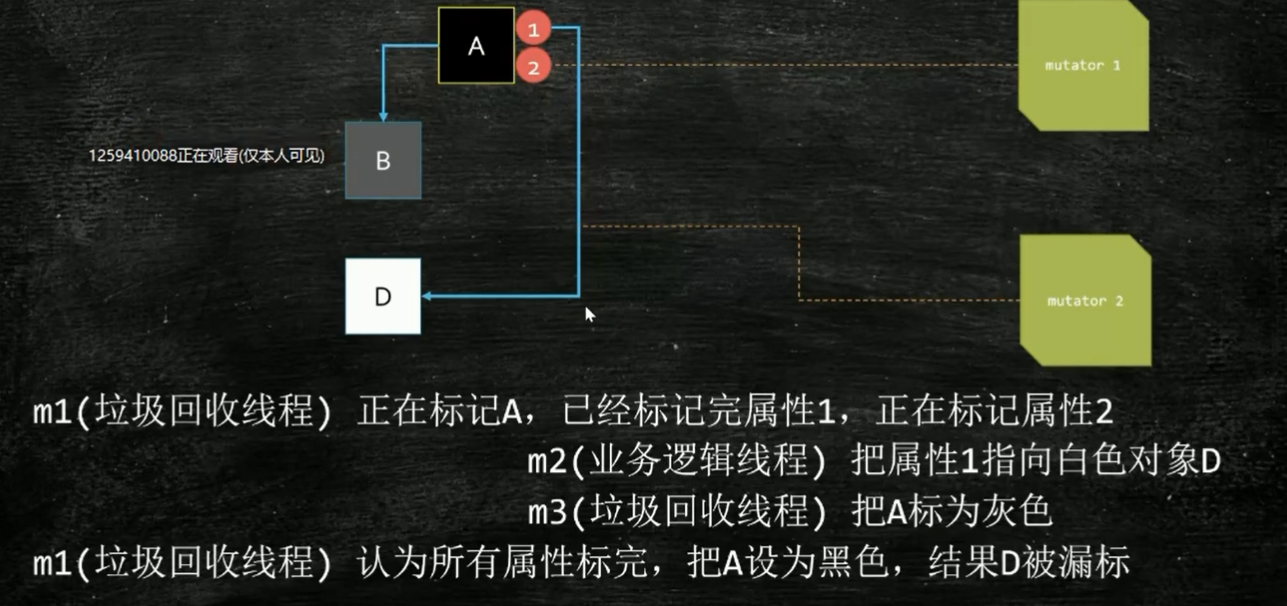 A
1
2
mutator 1
1259410088正在观看(仅本人可见)
B
D
mutator 2
m1(垃圾回收线程) 正在标记A，已经标记完属性1，正在标记属性2
m2(业务逻辑线程) 把属性1指向白色对象D
m3(垃圾回收线程) 把A标为灰色
m1(垃圾回收线程) 认为所有属性标完，把A设为黑色，结果D被漏标